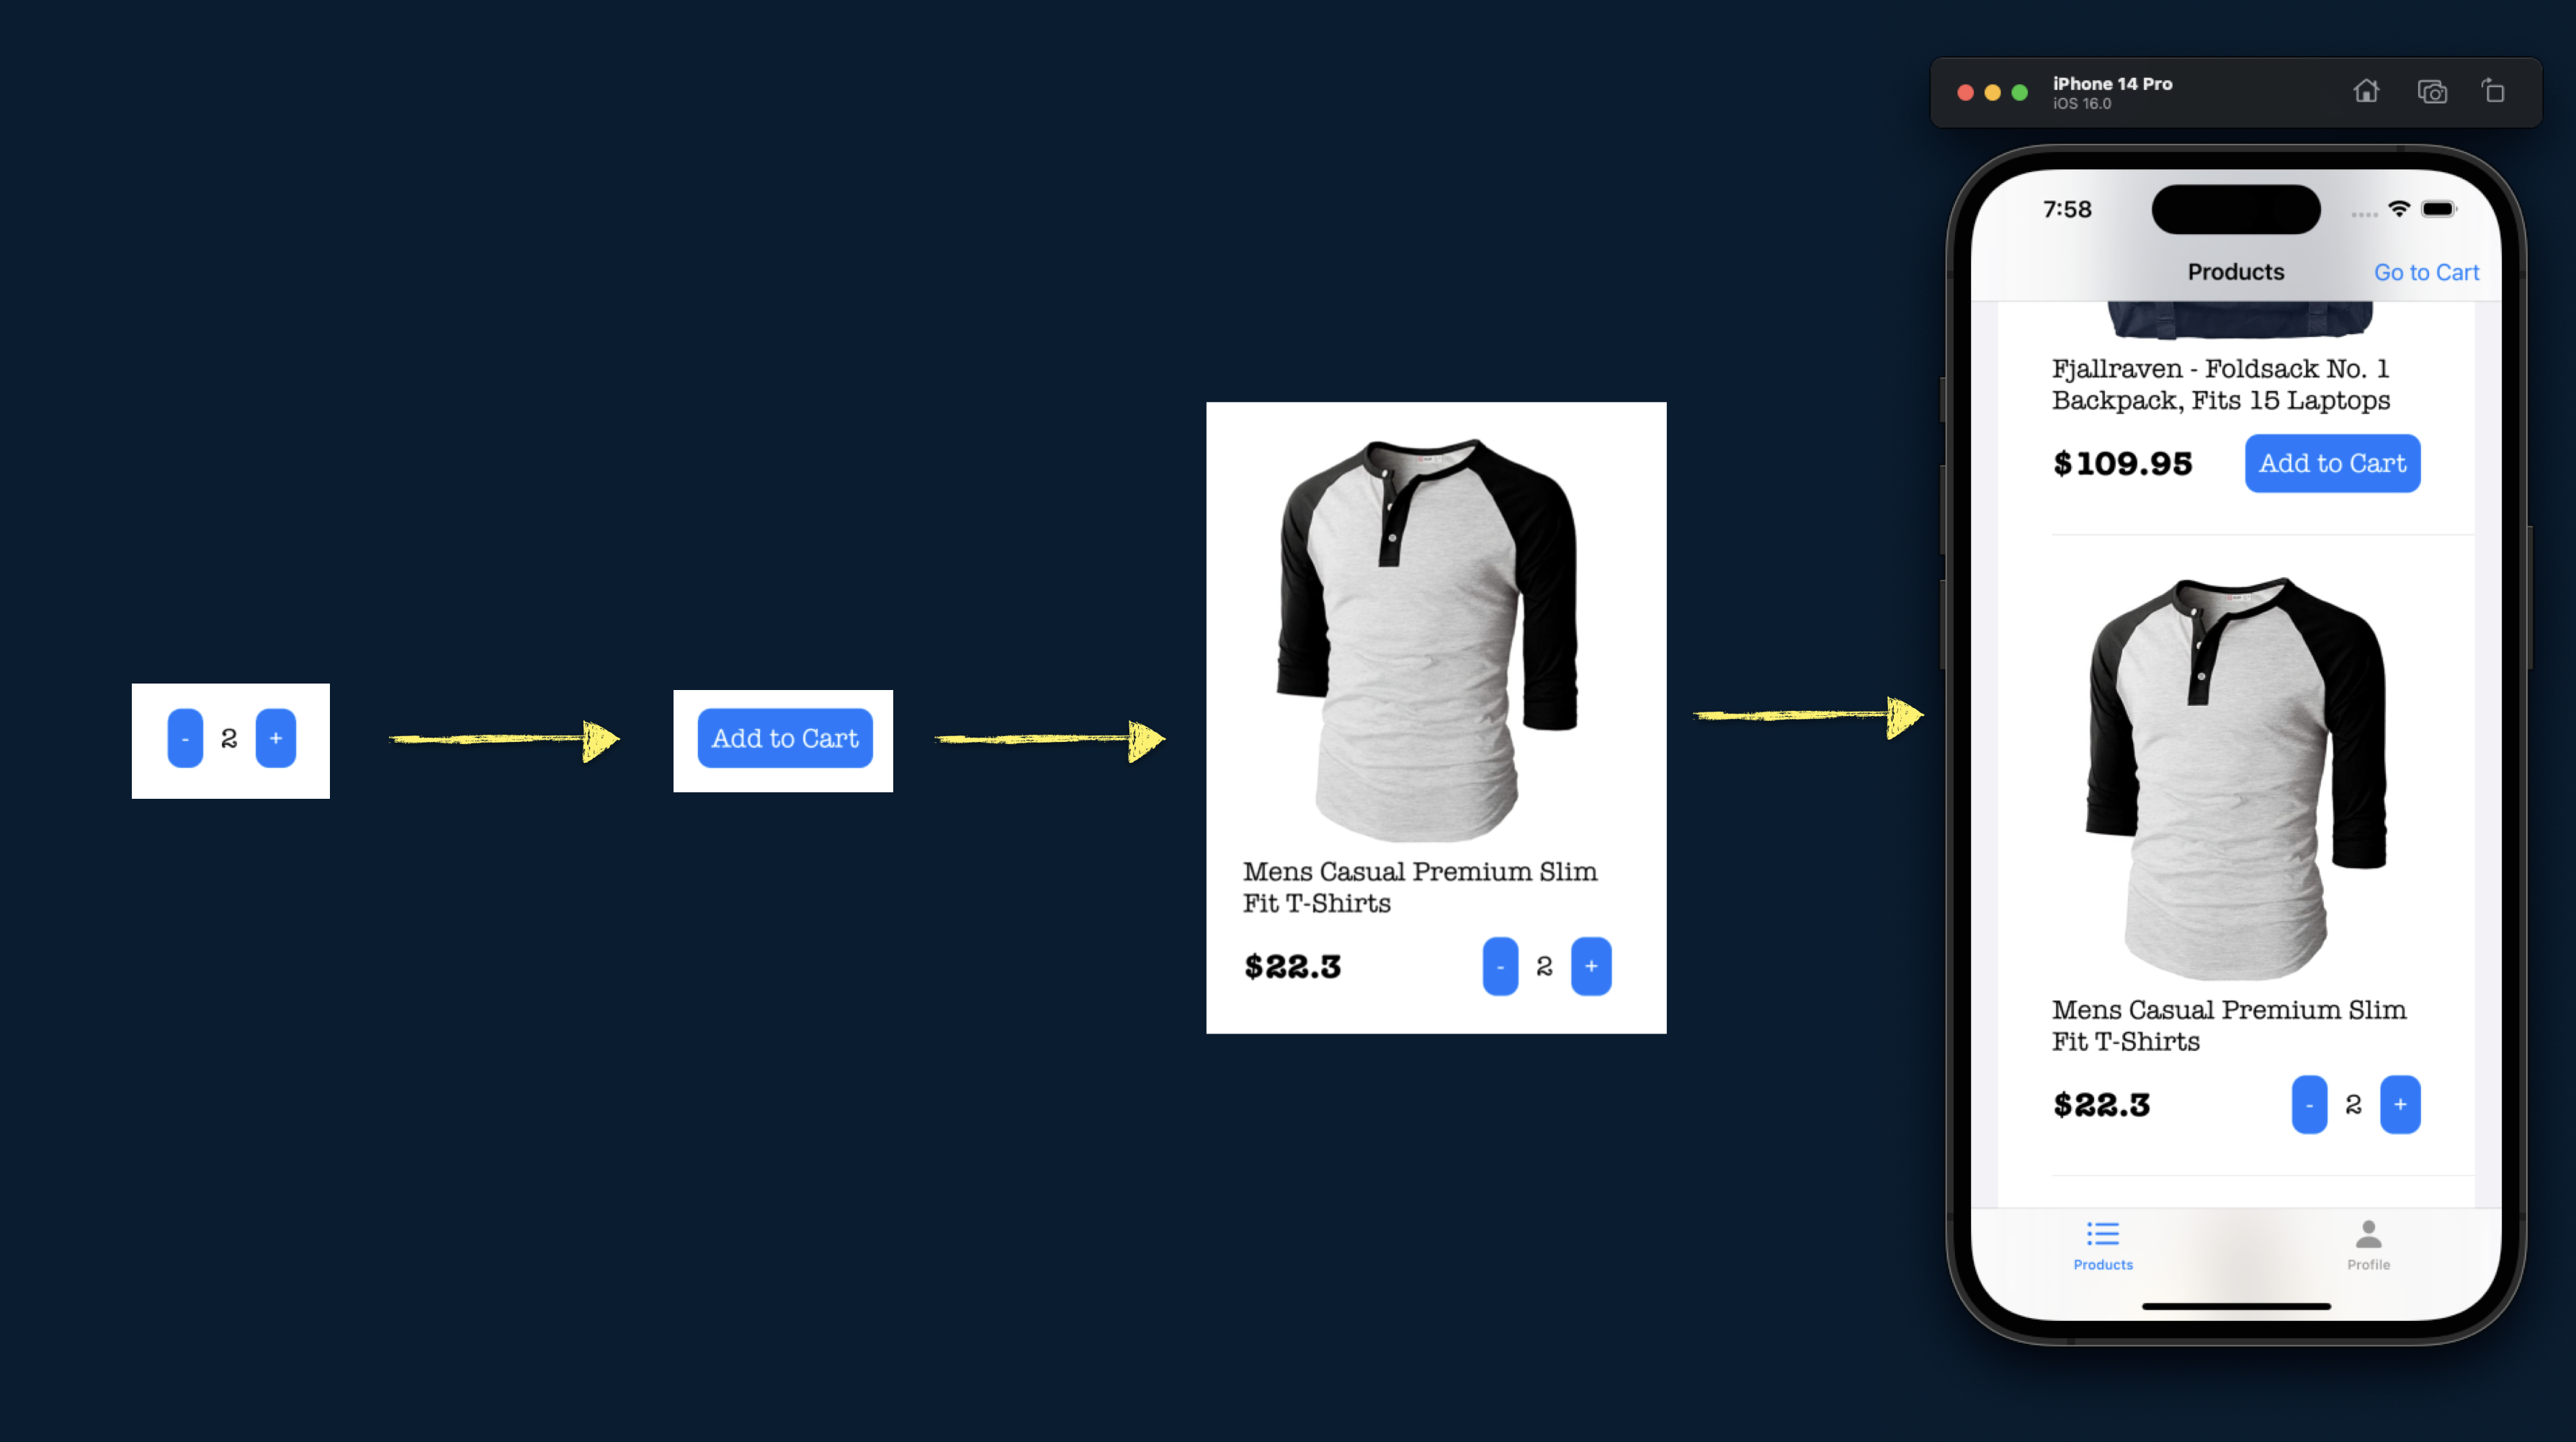 - 2 +
Add to Cart
Mens Casual Premium Slim
Fit T-Shirts
$22.3
- 2 +
iPhone 14 Pro
iOS 16.0
7:58
Products
Go to Cart
Fjallraven - Foldsack No. 1
Backpack, Fits 15 Laptops
$109.95
Add to Cart
Mens Casual Premium Slim
Fit T-Shirts
$22.3
- 2 +
Products
Profile